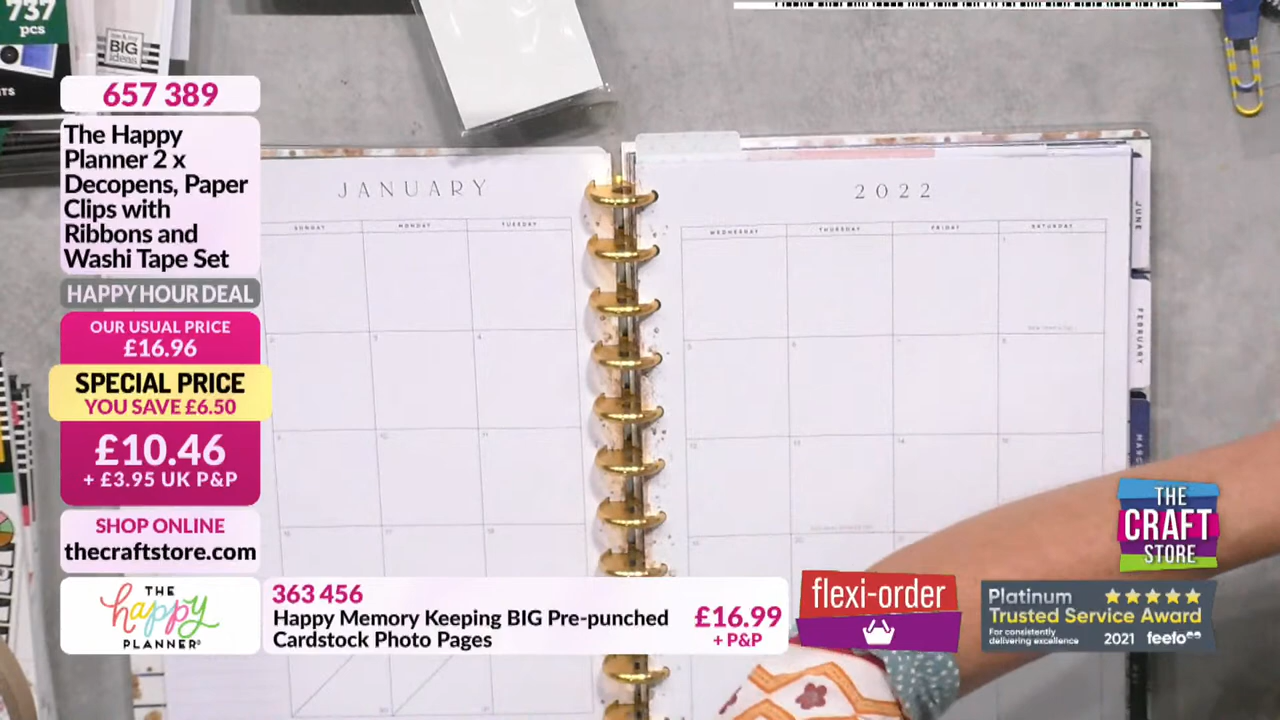 737
pcs
BIG
ideas
657 389
The Happy
Planner 2 x
Decopens, Paper
Clips with
Ribbons and
Washi Tape Set
HAPPY HOUR DEAL
OUR USUAL PRICE
£16.96
SPECIAL PRICE
YOU SAVE £6.50
£10.46
+ £3.95 UK P&P
SHOP ONLINE
thecraftstore.com
THE
happy
PLANNER®
363 456
Happy Memory Keeping BIG Pre-punched
Cardstock Photo Pages
£16.99
+ P&P
flexi-order
Platinum
Trusted Service Award
For consistently
delivering excellence
2021 feefo
THE
CRAFT
STORE
JANUARY
SUNDAY MONDAY TUESDAY
2022
WEDNESDAY THURSDAY FRIDAY SATURDAY
JUNE
FEBRUARY